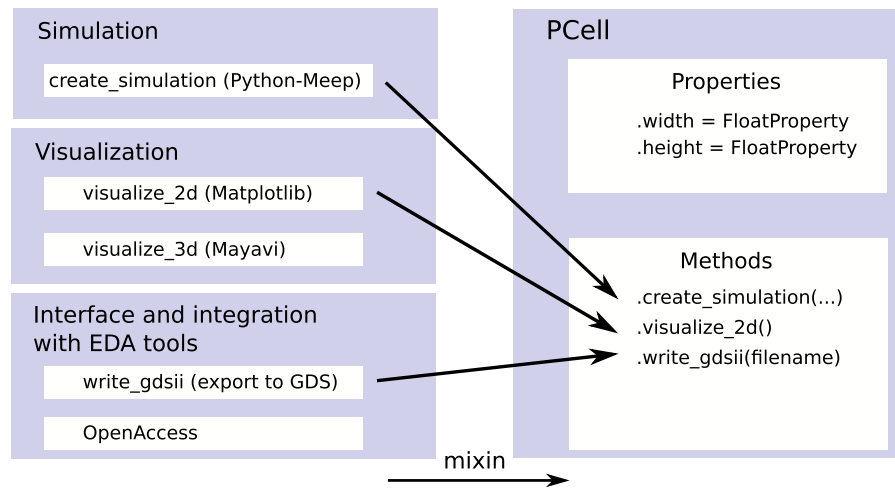 Simulation
create_simulation (Python-Meep)
Visualization
visualize_2d (Matplotlib)
visualize_3d (Mayavi)
Interface and integration
with EDA tools
write_gdsii (export to GDS)
OpenAccess
mixin
PCell
Properties
.width = FloatProperty
.height = FloatProperty
Methods
.create_simulation(...)
.visualize_2d()
.write_gdsii(filename)